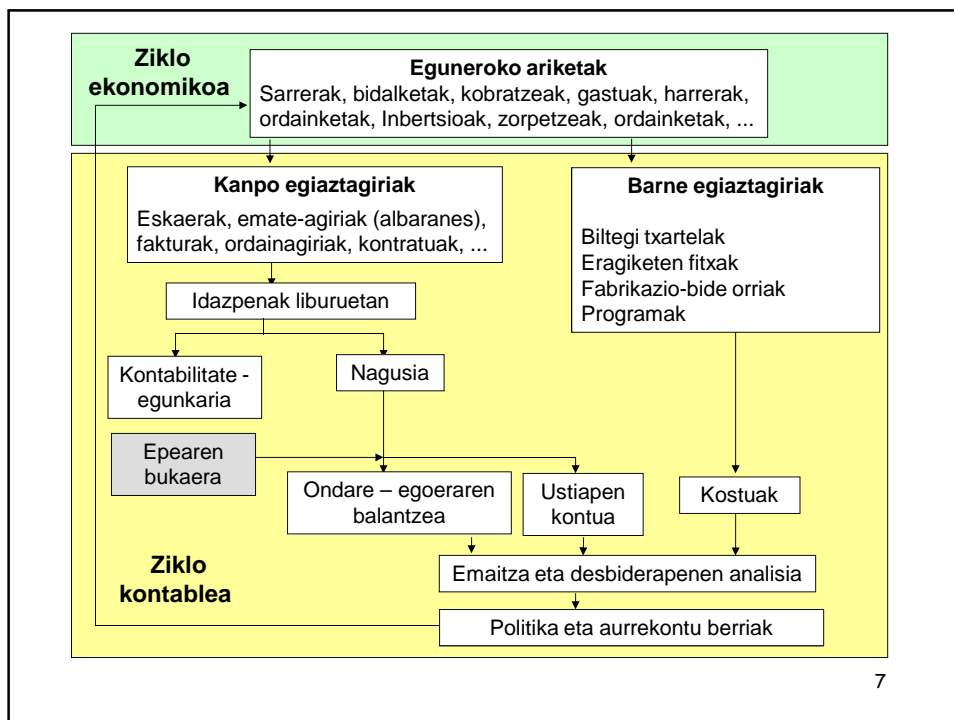 Ziklo
ekonomikoa
Eguneroko ariketak
Sarrerak, bidalketak, kobratzeak, gastuak, harrerak,
ordainketak, Inbertsioak, zorpetzeak, ordainketak, ...
Kanpo egiaztagiriak
Eskaerak, emate-agiriak (albaranes),
fakturak, ordainagiriak, kontratuak, ...
Barne egiaztagiriak
Biltegi txartelak
Eragiketen fitxak
Fabrikazio-bide orriak
Programak
Idazpenak liburuetan
Kontabilitate -
egunkaria
Nagusia
Epearen
bukaera
Ondare – egoeraren
balantzea
Ustiapen
kontua
Kostuak
Ziklo
kontablea
Emaitza eta desbiderapenen analisia
Politika eta aurrekontu berriak
7